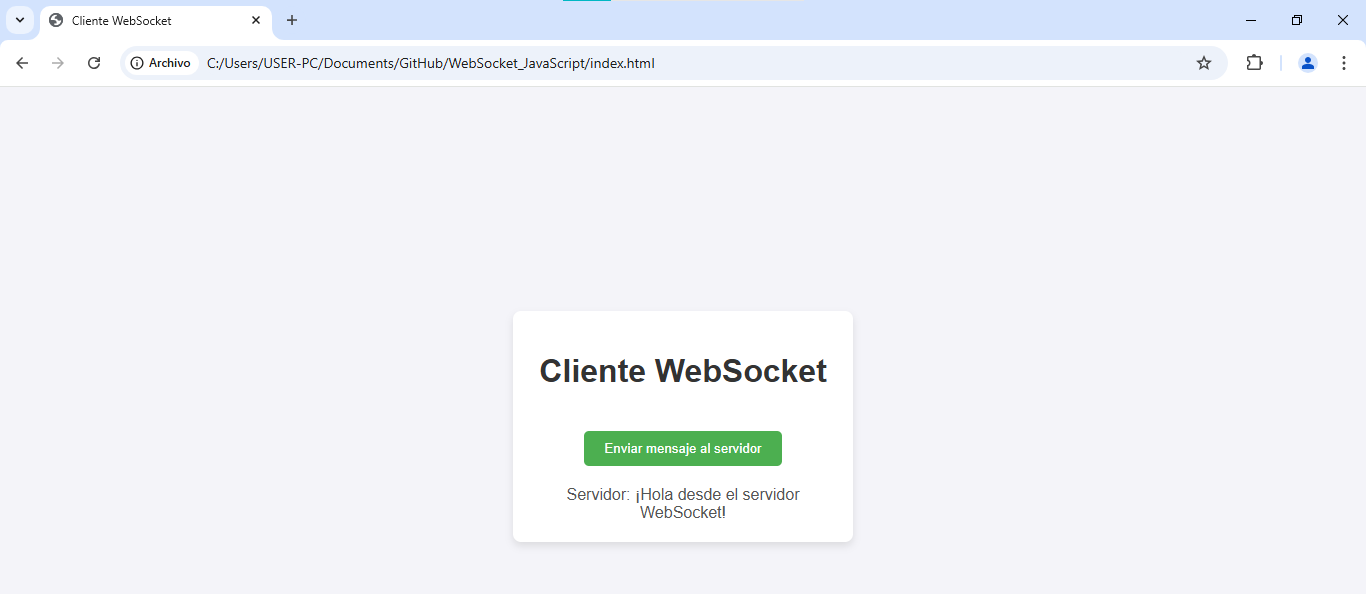 Cliente WebSocket
Archivo
C:/Users/USER-PC/Documents/GitHub/WebSocket_JavaScript/index.html
Cliente WebSocket
Enviar mensaje al servidor
Servidor: ¡Hola desde el servidor
WebSocket!